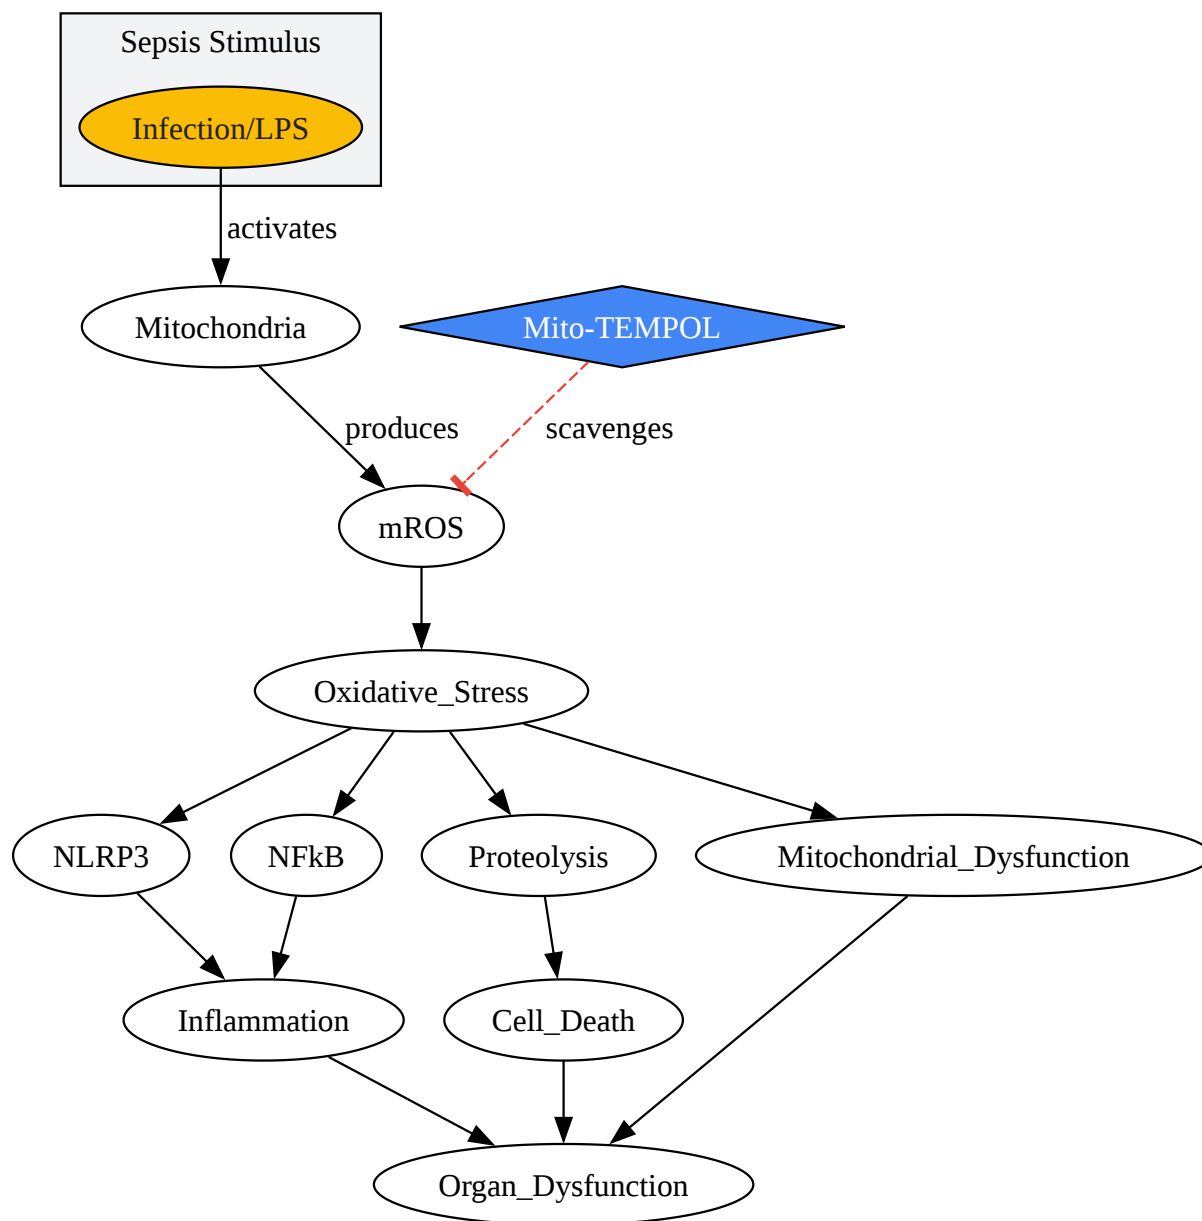 Sepsis Stimulus
Infection/LPS
activates
Mitochondria
Mito-TEMPOL
produces
scavenges
mROS
Oxidative_Stress
NLRP3
NFkB
Proteolysis
Mitochondrial_Dysfunction
Inflammation
Cell_Death
Organ_Dysfunction